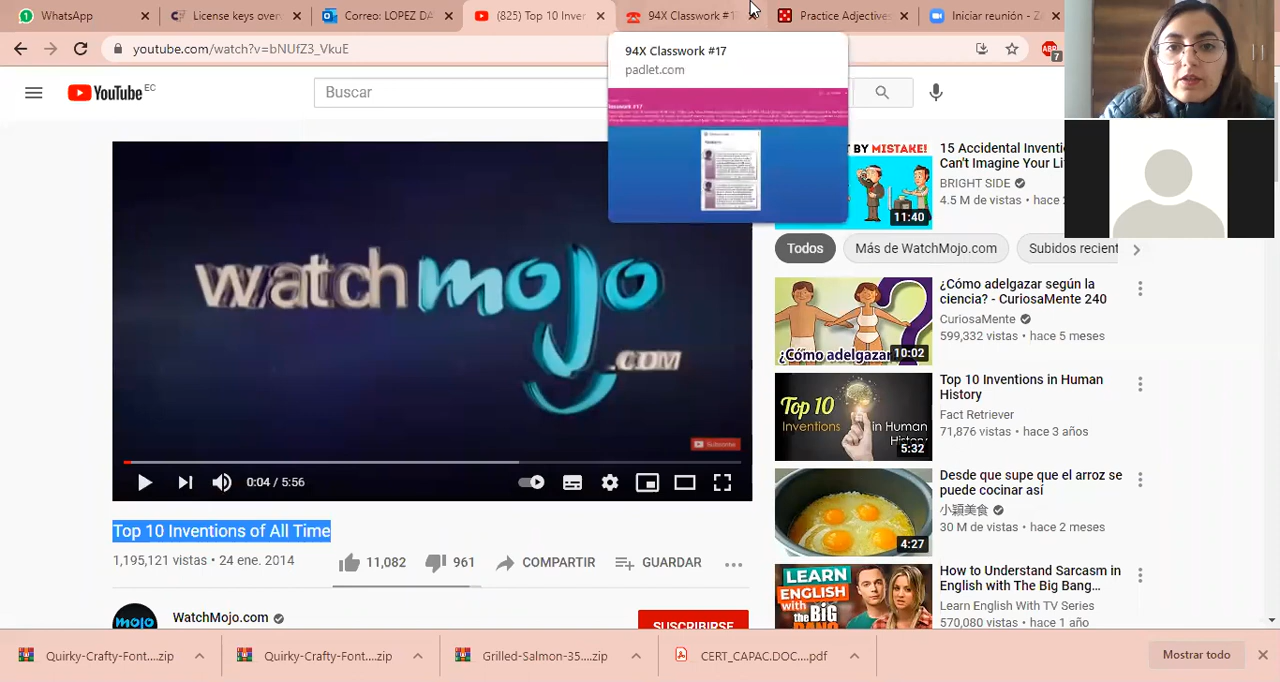 WhatsApp
License keys over
Correo: LOPEZ DA
(825) Top 10 Inver
94X Classwork #17
Practice Adjectives
Iniciar reunión - Z
youtube.com/watch?v=bNUfZ3_VkuE
ABP
7
94X Classwork #17
padlet.com
YouTube EC
Buscar
BY MISTAKE!
11:40
15 Accidental Inventi
Can't Imagine Your Li
BRIGHT SIDE
4.5 M de vistas • hace
Todos
Más de WatchMojo.com
Subidos recient
watchmojo
.COM
Subscribe
0:04 / 5:56
¿Cómo adelgazar
10:02
¿Cómo adelgazar según la
ciencia? - CuriosaMente 240
CuriosaMente
599,332 vistas • hace 5 meses
Top 10
Inventions
in Human
History
5:32
Top 10 Inventions in Human
History
Fact Retriever
71,876 vistas • hace 3 años
4:27
Desde que supe que el arroz se
puede cocinar así
小穎美食
30 M de vistas • hace 2 meses
LEARN
ENGLISH
with the
BIG
BANG
How to Understand Sarcasm in
English with The Big Bang...
Learn English With TV Series
570,080 vistas • hace 1 año
Top 10 Inventions of All Time
1,195,121 vistas • 24 ene. 2014
11,082
961
COMPARTIR
GUARDAR
mojo
WatchMojo.com
SUSCRIBIRSE
Quirky-Crafty-Font....zip
Quirky-Crafty-Font....zip
Grilled-Salmon-35....zip
CERT_CAPAC.DOC....pdf
Mostrar todo